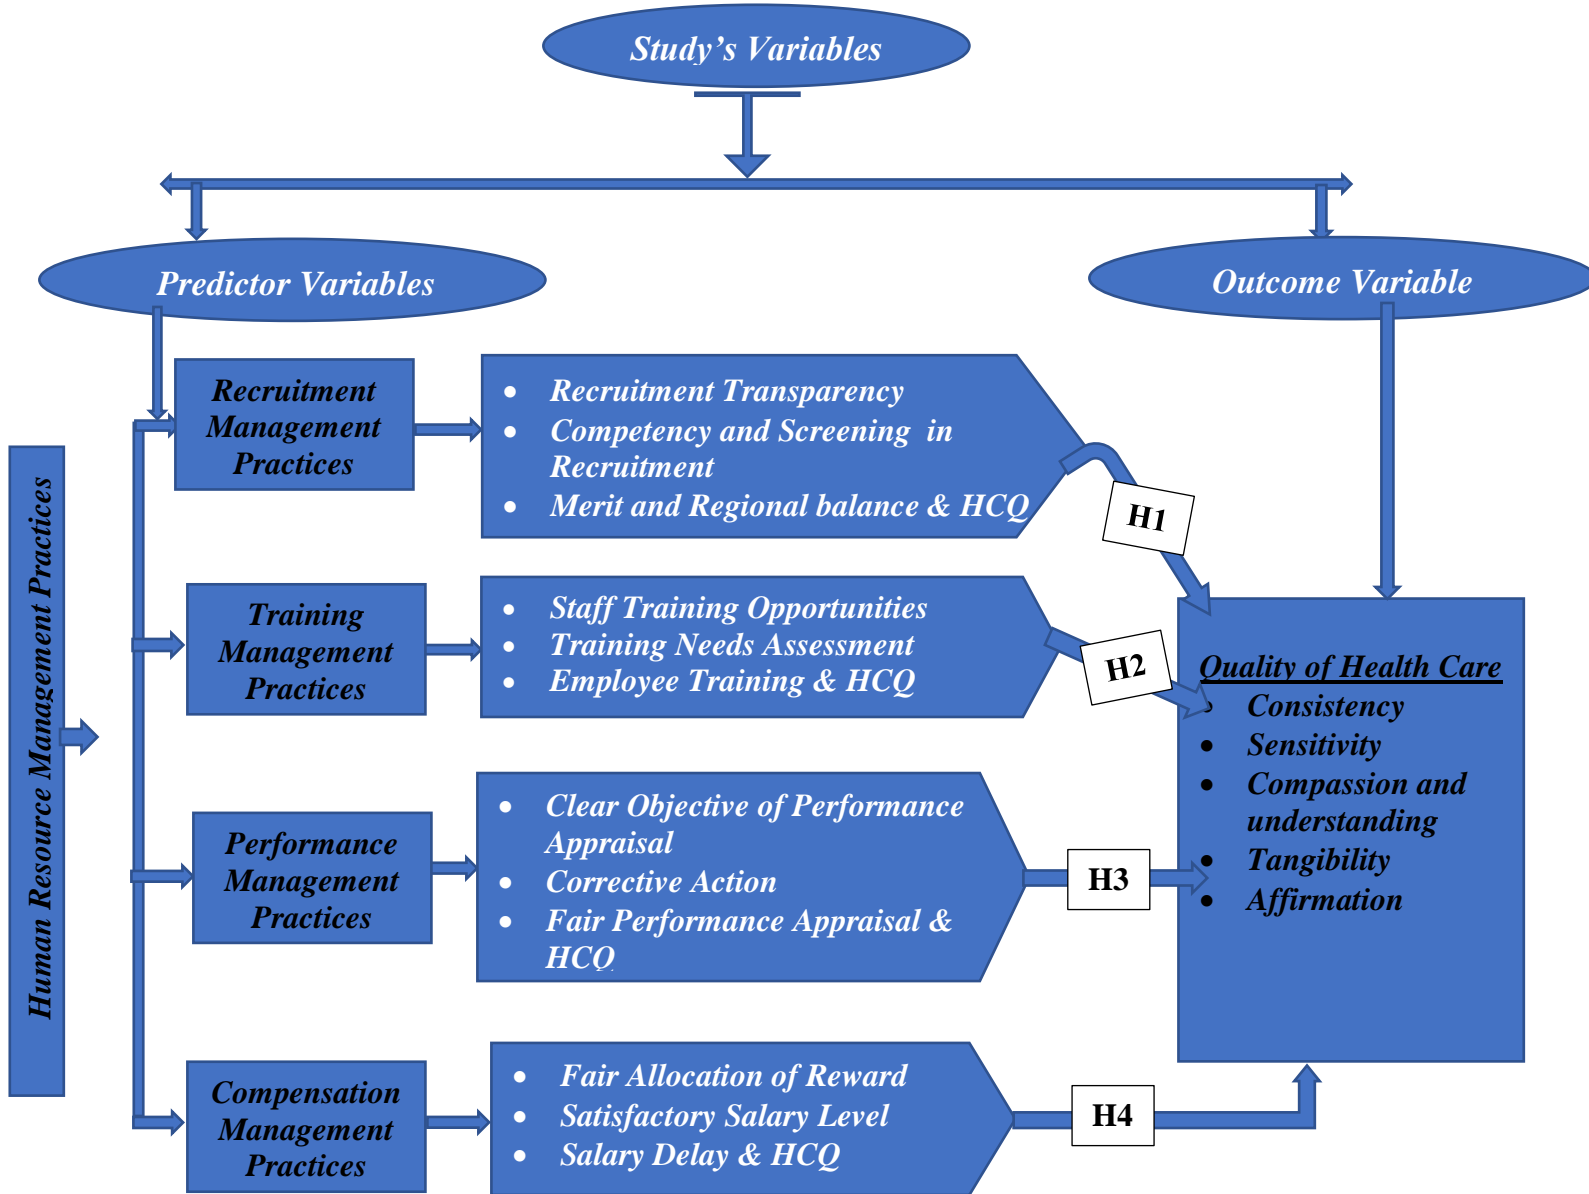 Study's Variables
Predictor Variables
Outcome Variable
Human Resource Management Practices
Recruitment
Management
Practices
• Recruitment Transparency
• Competency and Screening in
Recruitment
• Merit and Regional balance & HCQ
H1
Training
Management
Practices
• Staff Training Opportunities
• Training Needs Assessment
• Employee Training & HCQ
H2
Performance
Management
Practices
• Clear Objective of Performance
Appraisal
• Corrective Action
• Fair Performance Appraisal &
HCQ
H3
Compensation
Management
Practices
• Fair Allocation of Reward
• Satisfactory Salary Level
• Salary Delay & HCQ
H4
Quality of Health Care
• Consistency
• Sensitivity
• Compassion and
understanding
• Tangibility
• Affirmation